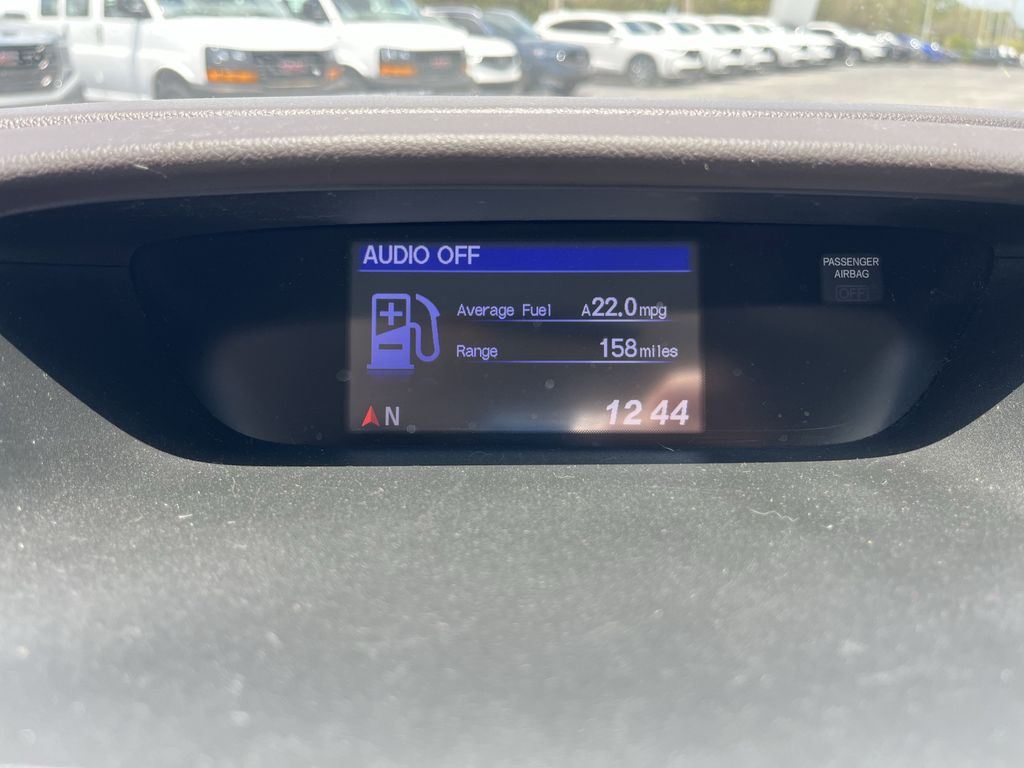 AUDIO OFF
PASSENGER
AIRBAG
OFF
Average Fuel A22.0mpg
Range 158miles
N 12 44